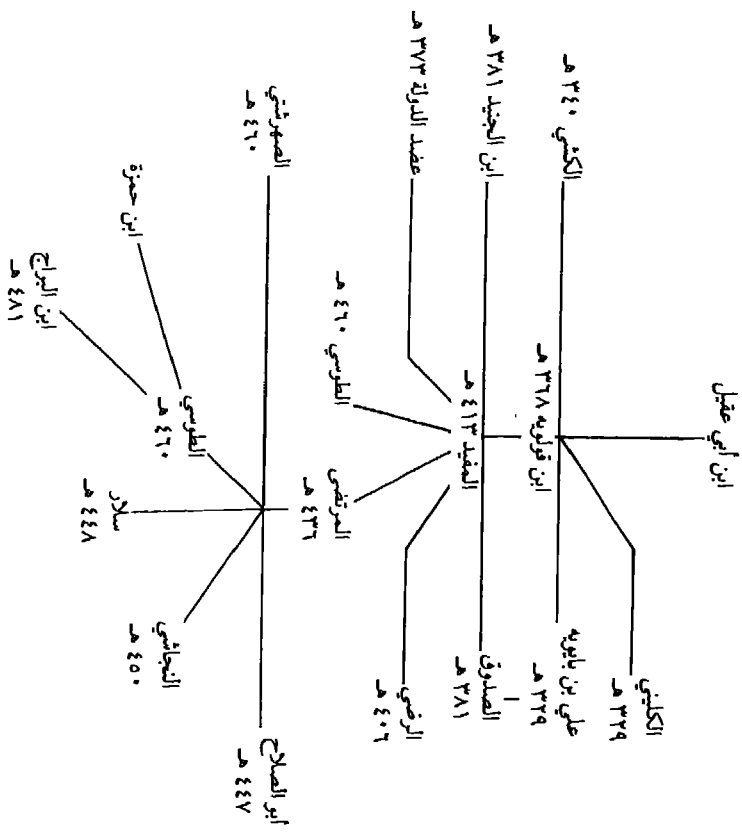 ابن أبي عقيل
الكليني
٣٢٩ هـ
علي بن بابويه
٣٢٩ هـ
ابن قولويه ٣٦٨ هـ
الكشي ٣٤٠ هـ
الصدوق
٣٨١ هـ
ابن الجنيد ٣٨١ هـ
المفيد
٤١٣ هـ
الرضي
٤٠٦ هـ
عضد الدولة ٣٧٣ هـ
المرتضى
٤٣٦ هـ
الطوسي ٤٦٠ هـ
أبو الصلاح
٤٤٧ هـ
الصهرشتي
٤٦٠ هـ
النجاشي
٤٥٠ هـ
سلار
٤٤٨ هـ
الطوسي
٤٦٠ هـ
ابن حمزة
ابن البراج
٤٨١ هـ